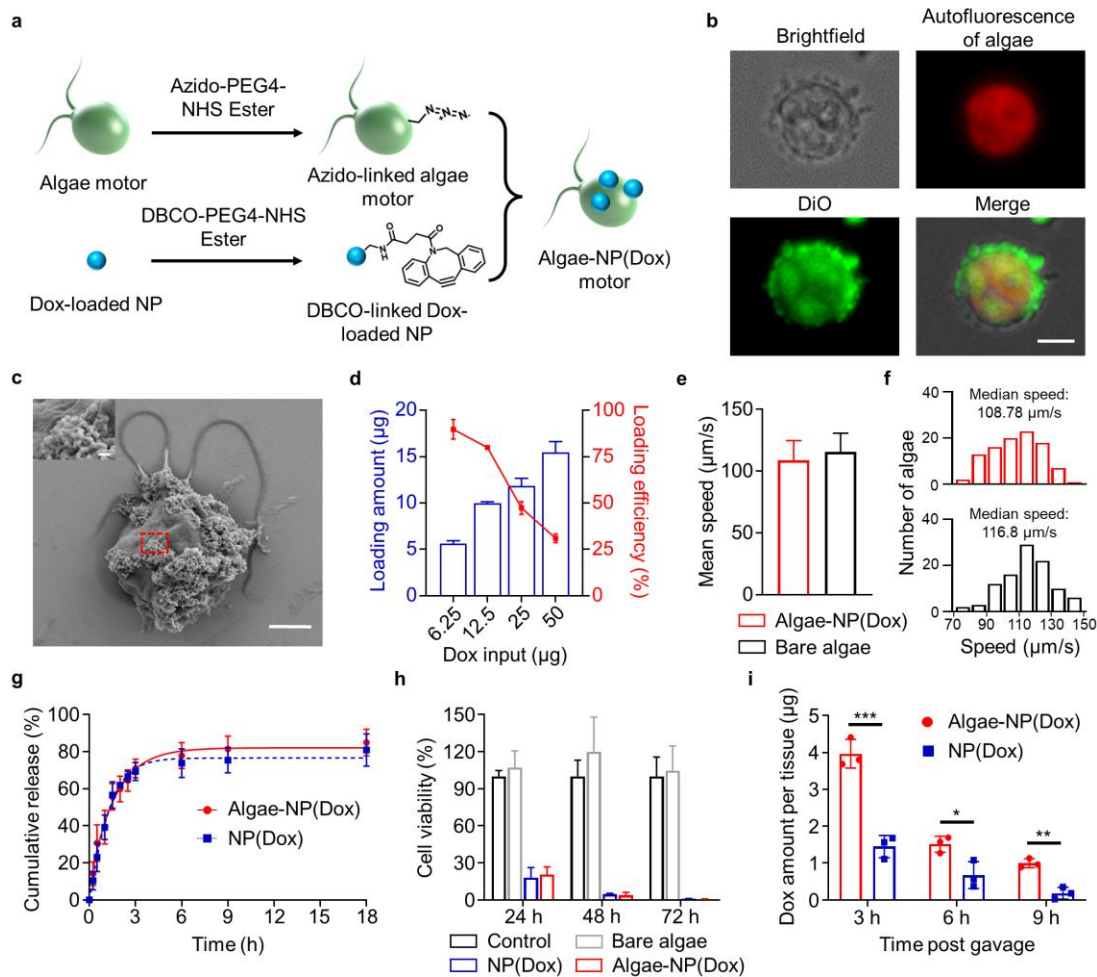 a
Azido-PEG4-
NHS Ester
N=N=N
Algae motor
Azido-linked algae
motor
DBCO-PEG4-NHS
Ester
O
O
N
H
N
Dox-loaded NP
DBCO-linked Dox-
loaded NP
Algae-NP(Dox)
motor
b
Brightfield
Autofluorescence
of algae
DiO
Merge
c
d
Loading amount (µg)
20
15
10
5
0
100
75
50
25
0
Loading efficiency
(%)
6.25
12.5
25
50
Dox input (µg)
e
Mean speed (µm/s)
150
100
50
0
Algae-NP(Dox)
Bare algae
f
Number of algae
40
20
0
Median speed:
108.78 µm/s
40
20
0
Median speed:
116.8 µm/s
70
90
110
130
150
Speed (µm/s)
g
Cumulative release (%)
100
80
60
40
20
0
Algae-NP(Dox)
NP(Dox)
0
3
6
9
12
15
18
Time (h)
h
Cell viability (%)
150
120
90
60
30
0
24 h
48 h
72 h
Control
Bare algae
NP(Dox)
Algae-NP(Dox)
i
Dox amount per tissue (µg)
5
4
3
2
1
0
***
*
**
Algae-NP(Dox)
NP(Dox)
3 h
6 h
9 h
Time post gavage